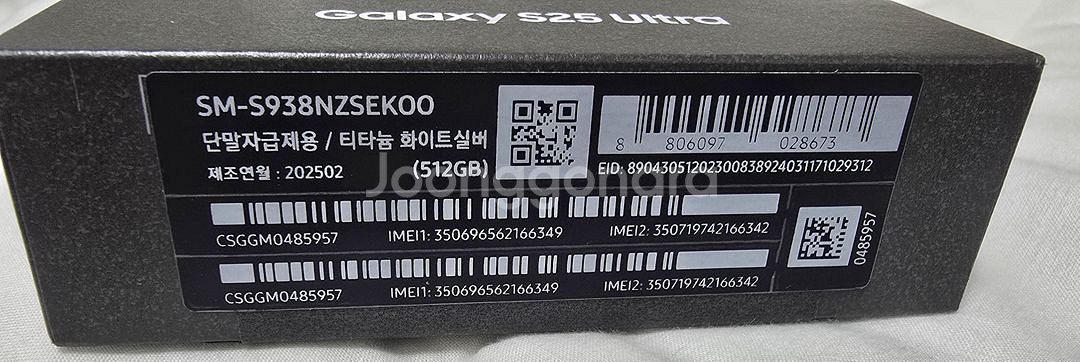 Galaxy S25 Ultra
SM-S938NZSEKOO
단말자급제용 / 티타늄 화이트실버
(512GB)
제조연월 : 202502
8 806097 028673
EID: 89043051202300838924031171029312
Joonggonara
CSGGM0485957 IMEI1: 350696562166349 IMEI2: 350719742166342
CSGGM0485957 IMEI1: 350696562166349 IMEI2: 350719742166342
0485957